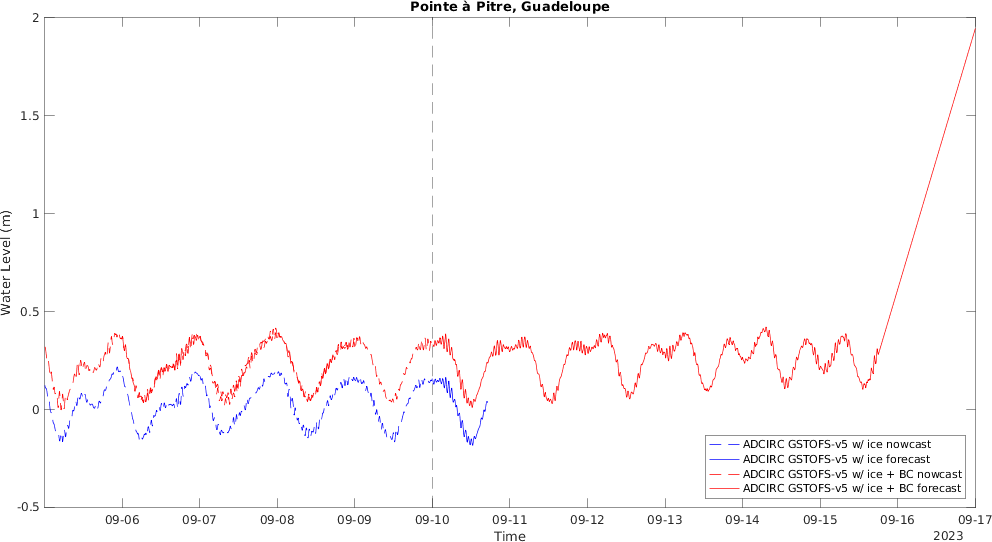 Pointe à Pitre, Guadeloupe
2
1.5
1
0.5
0
-0.5
Water Level (m)
09-06 09-07 09-08 09-09 09-10 09-11 09-12 09-13 09-14 09-15 09-16 09-17
Time
2023
ADCIRC GSTOFS-v5 w/ ice nowcast
ADCIRC GSTOFS-v5 w/ ice forecast
ADCIRC GSTOFS-v5 w/ ice + BC nowcast
ADCIRC GSTOFS-v5 w/ ice + BC forecast